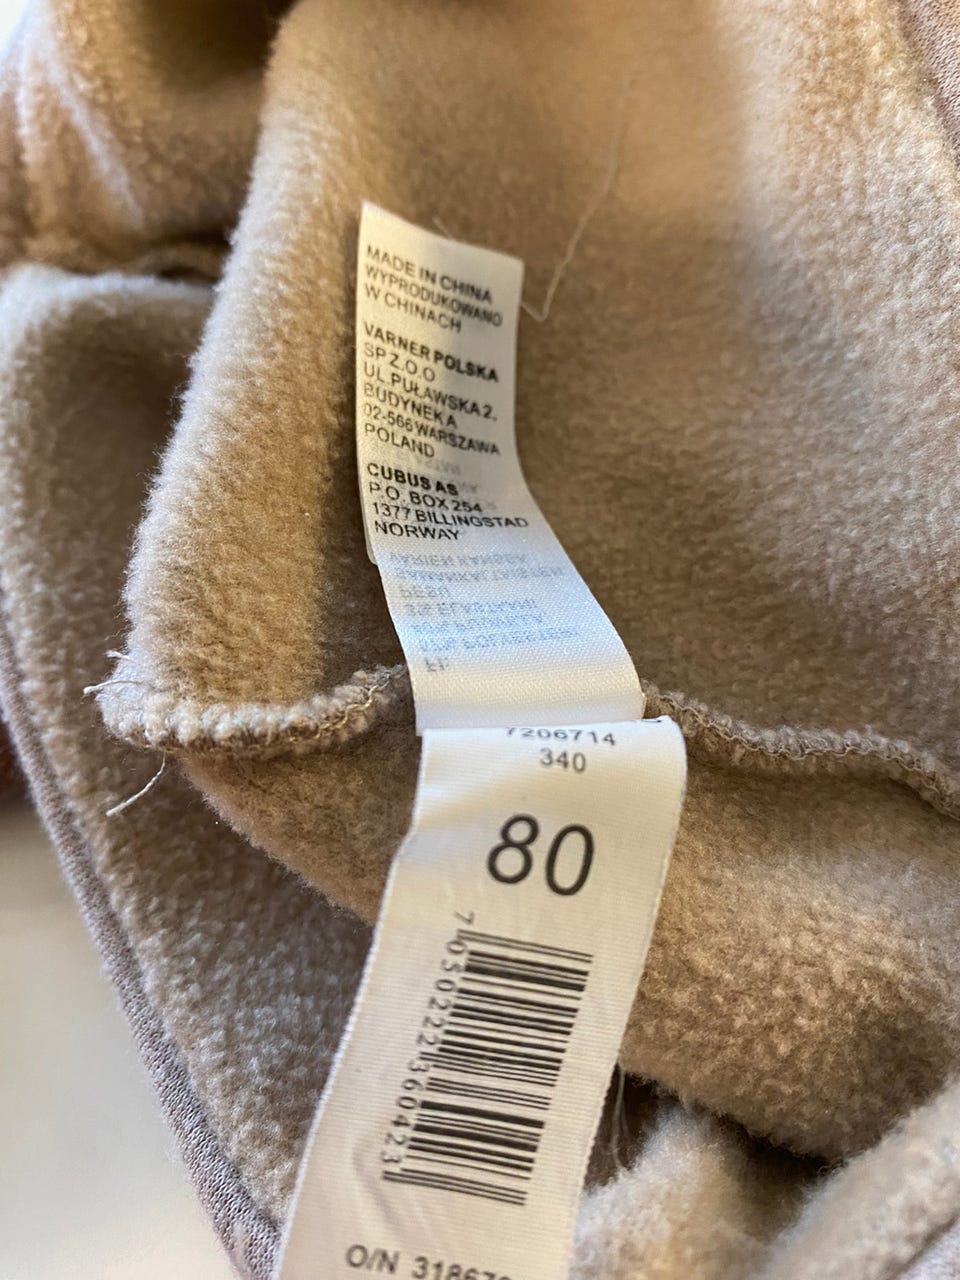 MADE IN CHINA
WYPRODUKOWANO
W CHINACH
VARNER POLSKA
SP Z.O.O
UL.PUŁAWSKA 2,
BUDYNEK A
02-566 WARSZAWA
POLAND
CUBUS AS
P.O. BOX 254
1377 BILLINGSTAD
NORWAY
7206714
340
80
7030222360423
O/N